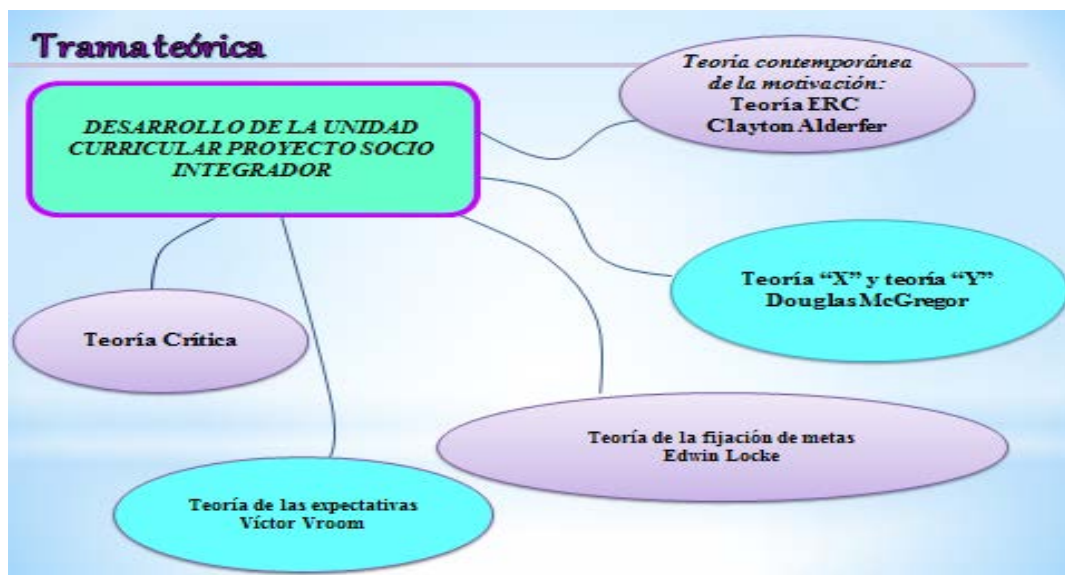 Trama teórica
DESARROLLO DE LA UNIDAD
CURRICULAR PROYECTO SOCIO
INTEGRADOR
Teoría contemporánea
de la motivación:
Teoría ERC
Clayton Alderfer
Teoría “X” y teoría “Y”
Douglas McGregor
Teoría Crítica
Teoría de la fijación de metas
Edwin Locke
Teoría de las expectativas
Víctor Vroom